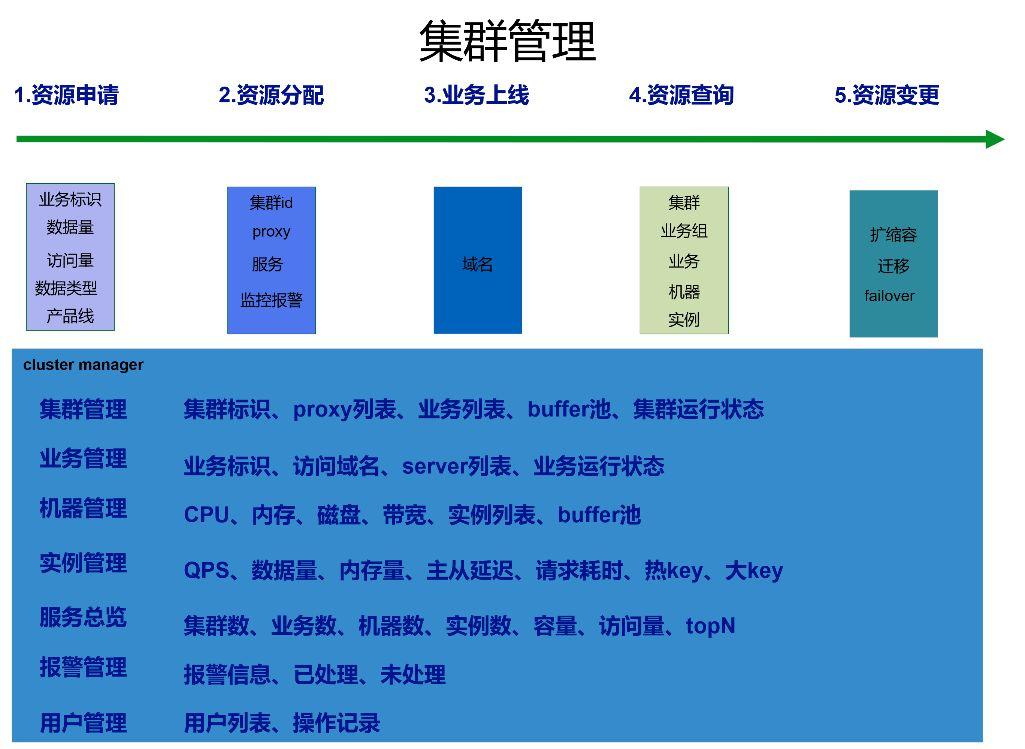 集群管理
1.资源申请
2.资源分配
3.业务上线
4.资源查询
5.资源变更
业务标识
数据量
访问量
数据类型
产品线
集群id
proxy
服务
监控报警
域名
集群
业务组
业务
机器
实例
扩缩容
迁移
failover
cluster manager
集群管理 集群标识、proxy列表、业务列表、buffer池、集群运行状态
业务管理 业务标识、访问域名、server列表、业务运行状态
机器管理 CPU、内存、磁盘、带宽、实例列表、buffer池
实例管理 QPS、数据量、内存量、主从延迟、请求耗时、热key、大key
服务总览 集群数、业务数、机器数、实例数、容量、访问量、topN
报警管理 报警信息、已处理、未处理
用户管理 用户列表、操作记录